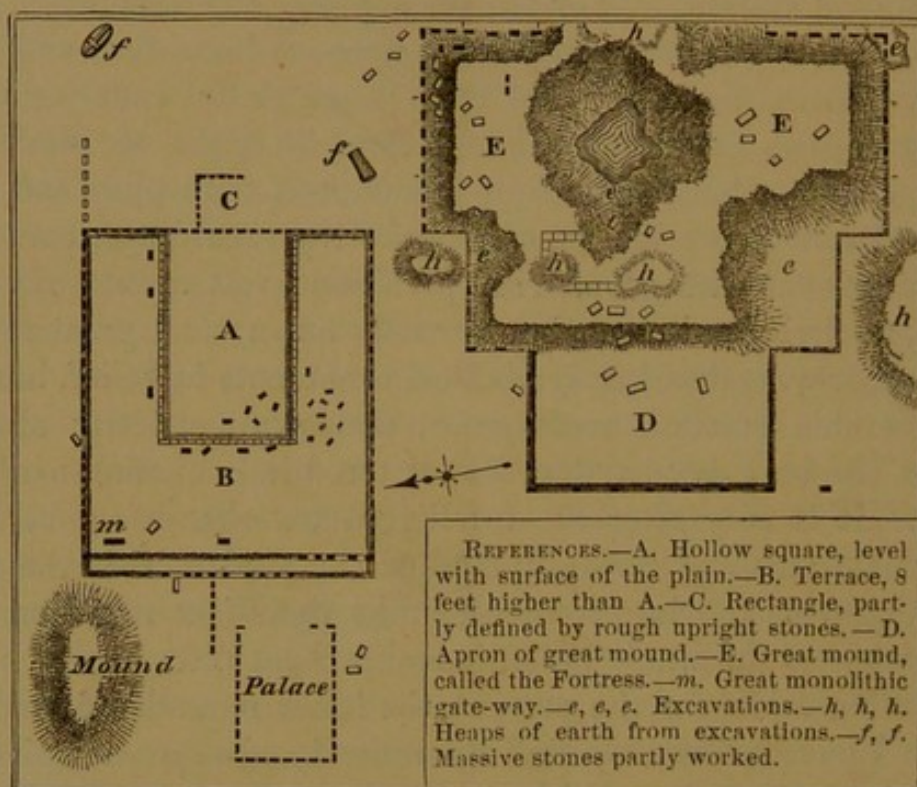 f
h
e
E
E
f
C
e
e
h
e
h
h
e
h
A
D
B
m
Mound
Palace
REFERENCES.—A. Hollow square, level
with surface of the plain.—B. Terrace, 8
feet higher than A.—C. Rectangle, part-
ly defined by rough upright stones.—D.
Apron of great mound.—E. Great mound,
called the Fortress.—m. Great monolithic
gate-way.—e, e, e. Excavations.—h, h, h.
Heaps of earth from excavations.—f, f.
Massive stones partly worked.